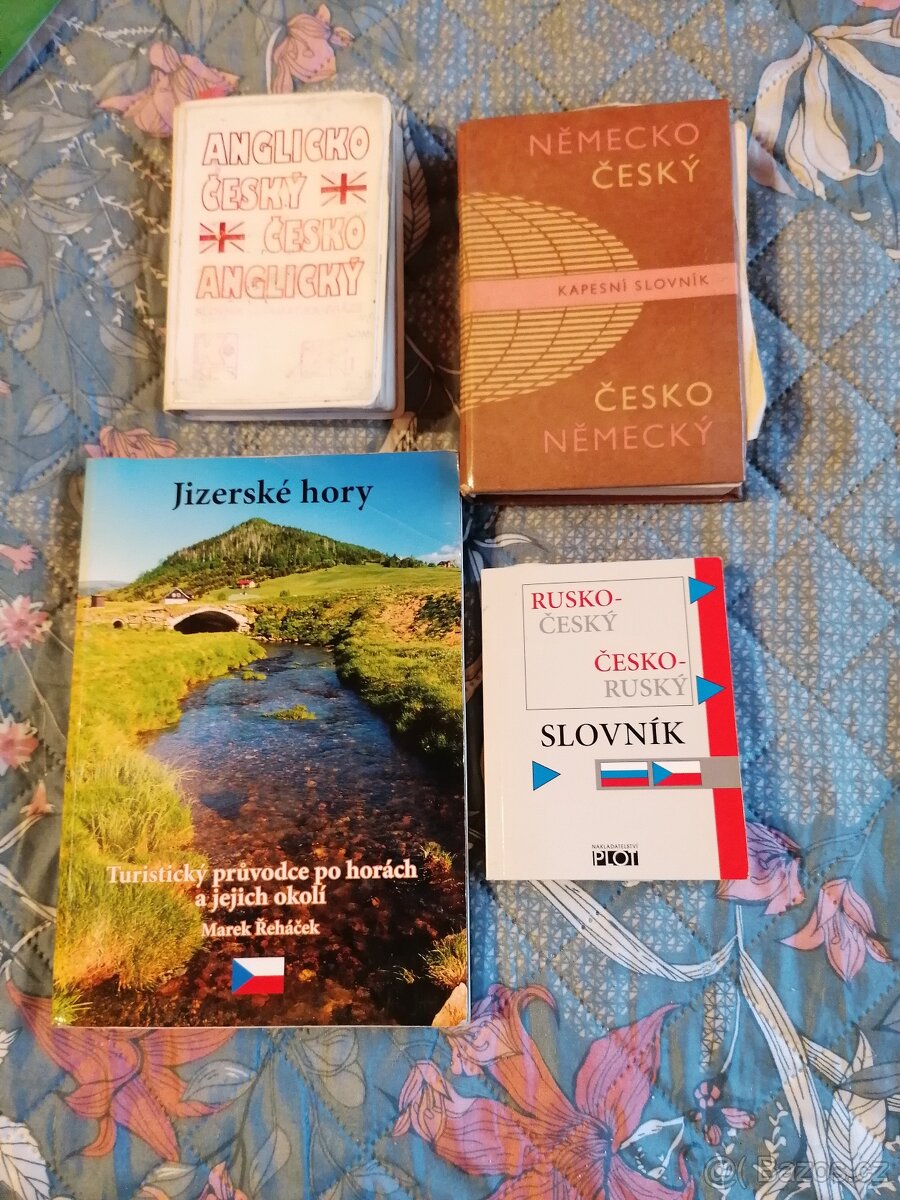 ANGLICKO
ČESKÝ
ČESKO
ANGLICKÝ
NĚMECKO
ČESKÝ
KAPESNÍ SLOVNÍK
ČESKO
NĚMECKÝ
Jizerské hory
Turistický průvodce po horách
a jejich okolí
Marek Řeháček
RUSKO-
ČESKÝ
ČESKO-
RUSKÝ
SLOVNÍK
NAKLADATELSTVÍ
PLOT
Bazos.cz